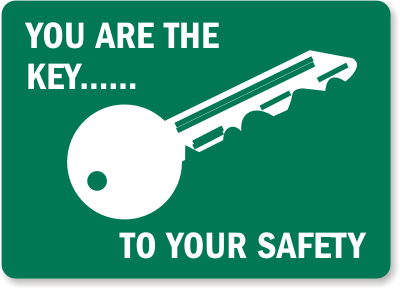 YOU ARE THE
KEY......
TO YOUR SAFETY